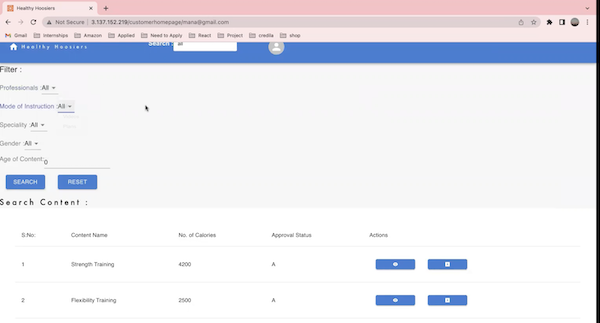 Healthy Hoosiers
Not Secure | 3.137.152.219/customerhomepage/mana@gmail.com
Gmail Internships Amazon Applied Need to Apply React Project credila shop
Healthy Hoosiers Search : all
Filter :
Professionals :All
Mode of Instruction :All
Speciality :All
Gender :All
Age of Content: 0
SEARCH RESET
Search Content :
S:No: Content Name No. of Calories Approval Status Actions
1 Strength Training 4200 A
2 Flexibility Training 2500 A